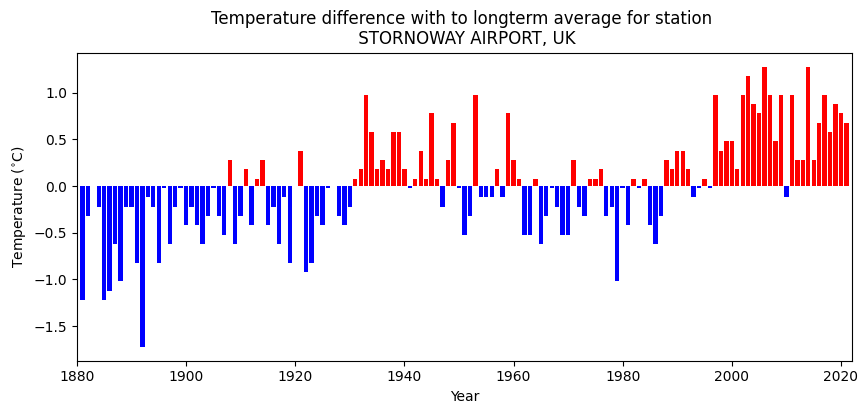 Temperature difference with to longterm average for station
STORNOWAY AIRPORT, UK
Temperature (°C)
1.0
0.5
0.0
−0.5
−1.0
−1.5
1880 1900 1920 1940 1960 1980 2000 2020
Year